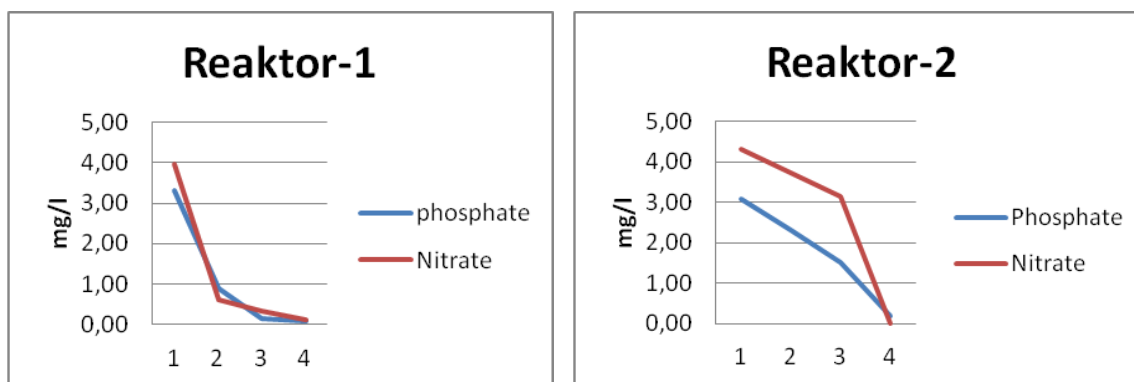 Reaktor-1
5,00
4,00
3,00
2,00
1,00
0,00
mg/l
1 2 3 4
phosphate
Nitrate
Reaktor-2
5,00
4,00
3,00
2,00
1,00
0,00
mg/l
1 2 3 4
Phosphate
Nitrate